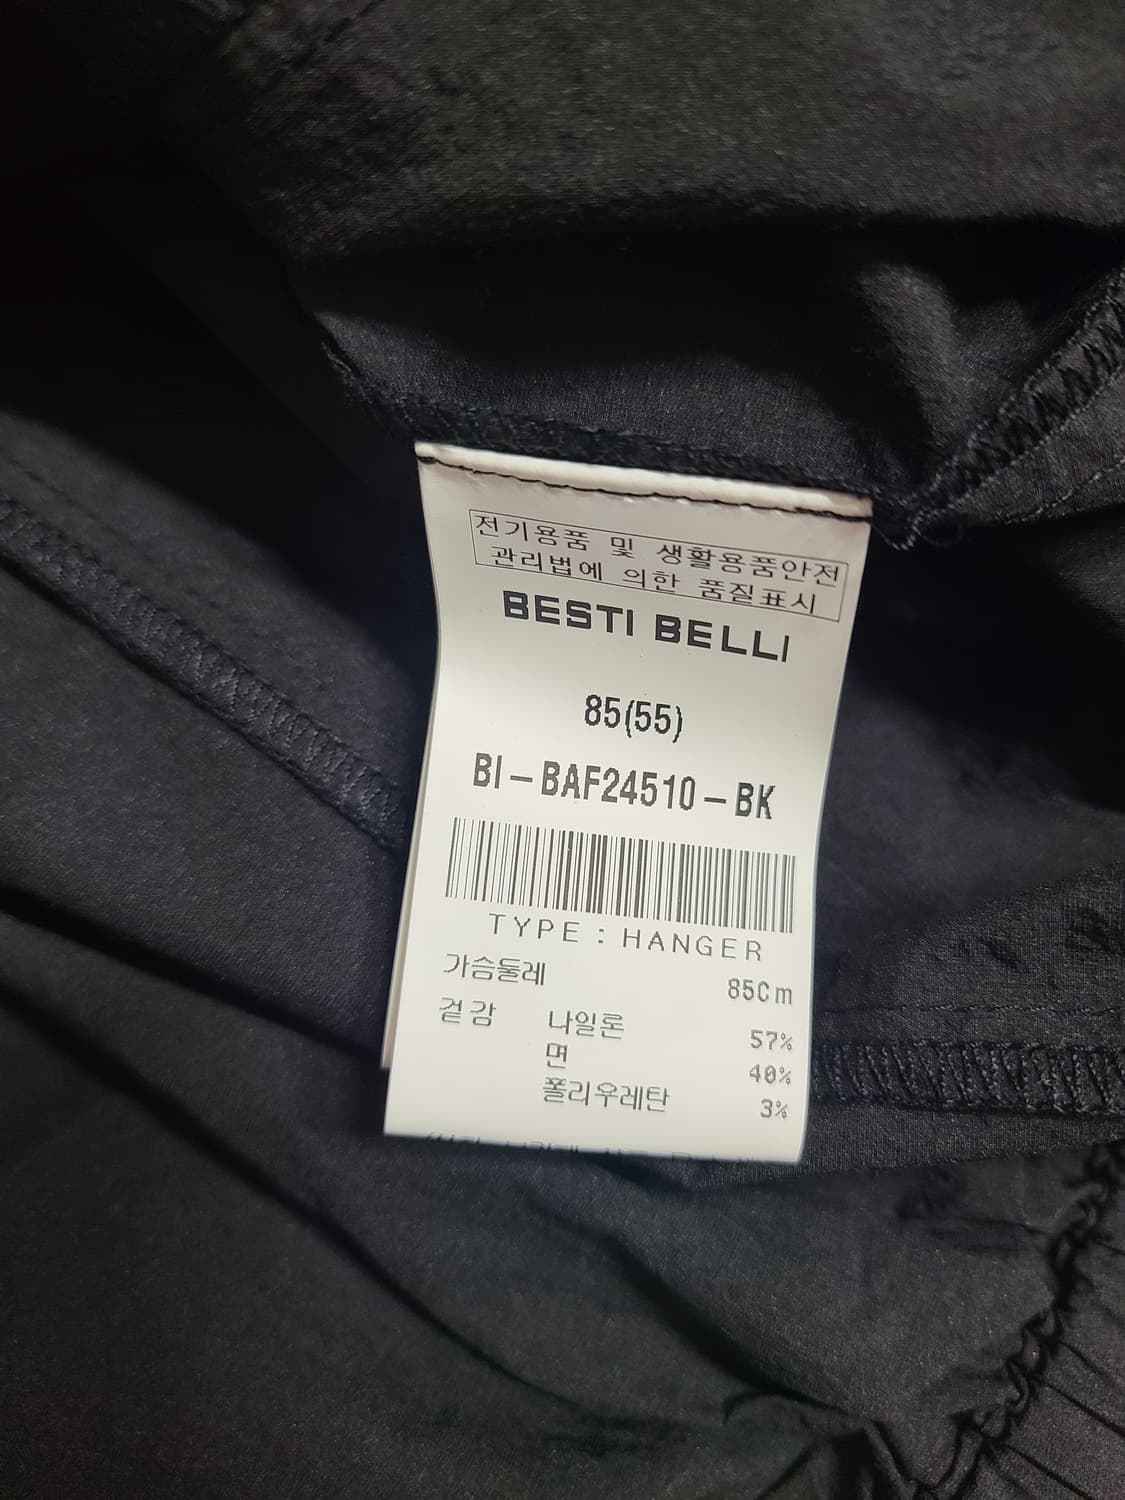 전기용품 및 생활용품안전
관리법에 의한 품질표시
BESTI BELLI
85(55)
BI-BAF24510-BK
TYPE : HANGER
가슴둘레 85Cm
겉감 나일론 57%
면 40%
폴리우레탄 3%